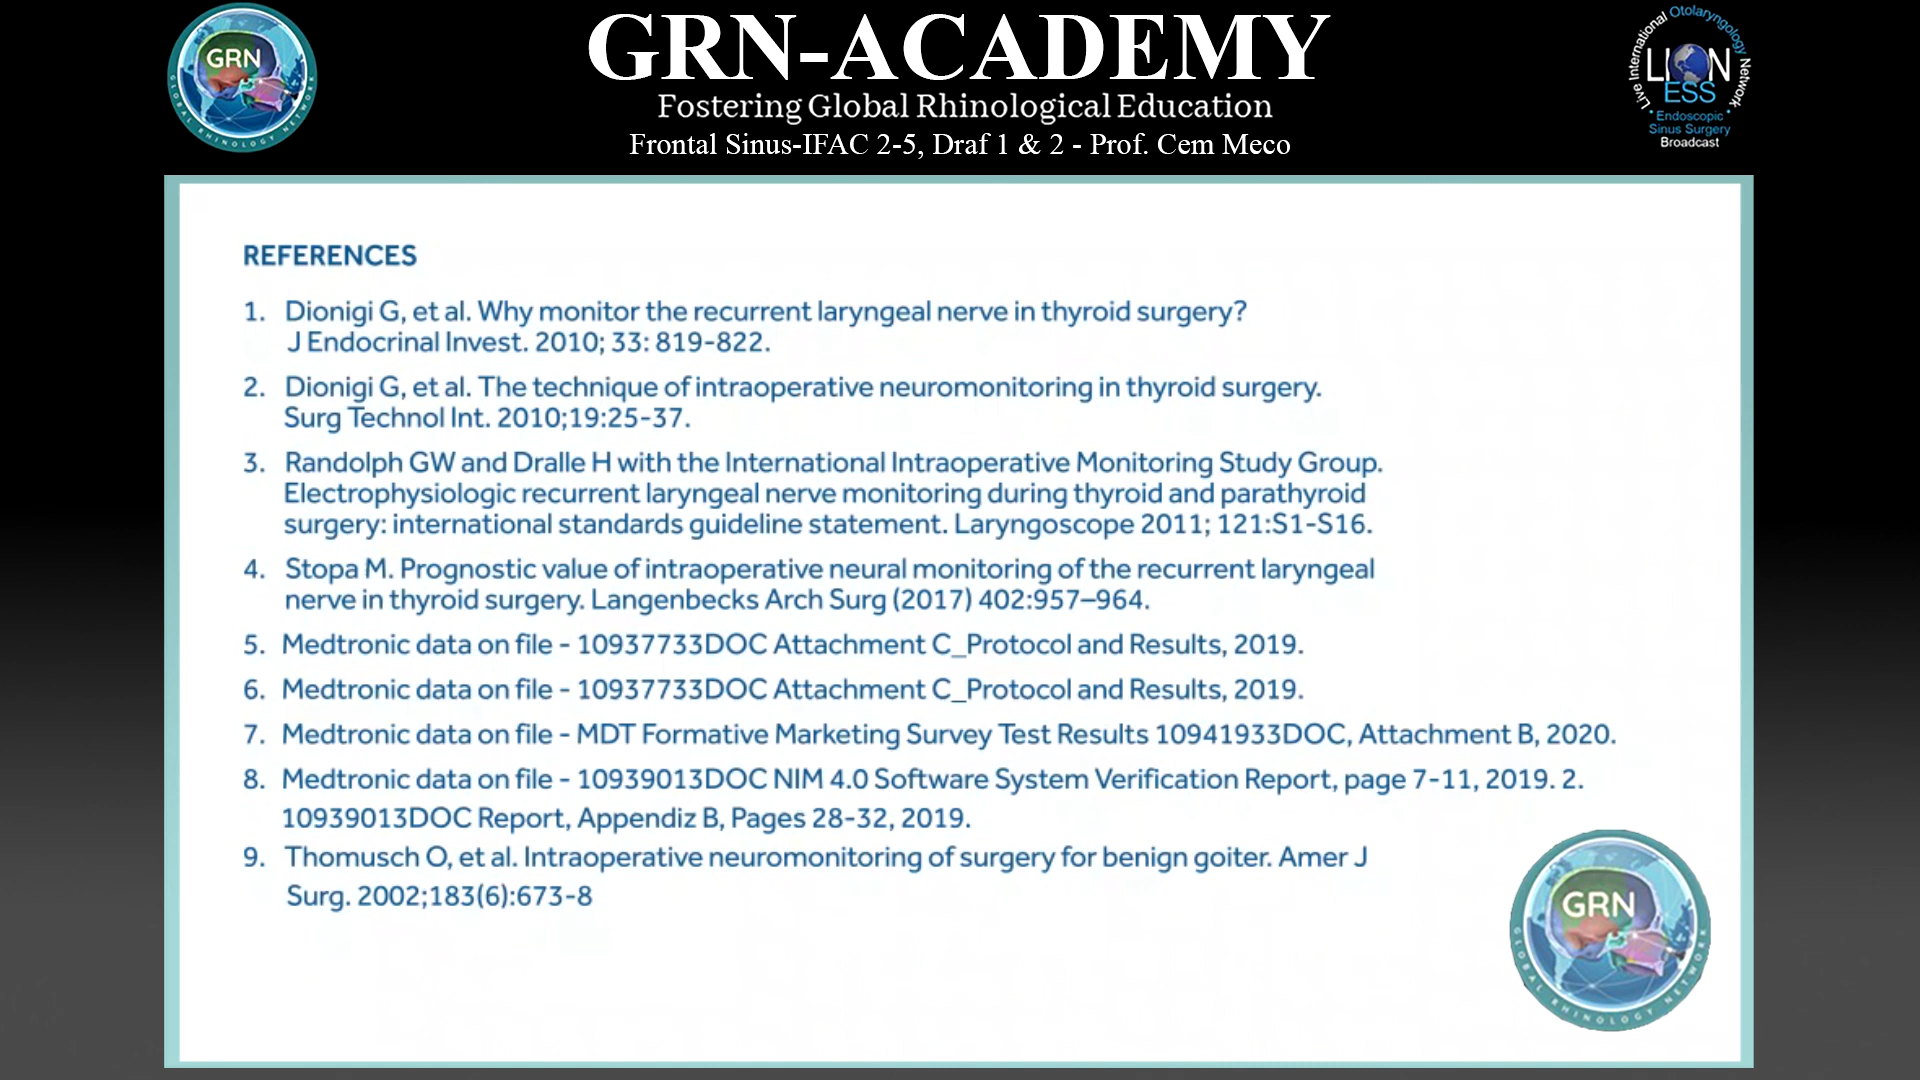 GRN
GLOBAL RHINOLOGY NETWORK
GRN-ACADEMY
Fostering Global Rhinological Education
Frontal Sinus-IFAC 2-5, Draf 1 & 2 - Prof. Cem Meco
Live International Otolaryngology Network
LION
ESS
Endoscopic
Sinus Surgery
Broadcast
REFERENCES
1. Dionigi G, et al. Why monitor the recurrent laryngeal nerve in thyroid surgery?
J Endocrinal Invest. 2010; 33: 819-822.
2. Dionigi G, et al. The technique of intraoperative neuromonitoring in thyroid surgery.
Surg Technol Int. 2010;19:25-37.
3. Randolph GW and Dralle H with the International Intraoperative Monitoring Study Group.
Electrophysiologic recurrent laryngeal nerve monitoring during thyroid and parathyroid
surgery: international standards guideline statement. Laryngoscope 2011; 121:S1-S16.
4. Stopa M. Prognostic value of intraoperative neural monitoring of the recurrent laryngeal
nerve in thyroid surgery. Langenbecks Arch Surg (2017) 402:957–964.
5. Medtronic data on file - 10937733DOC Attachment C_Protocol and Results, 2019.
6. Medtronic data on file - 10937733DOC Attachment C_Protocol and Results, 2019.
7. Medtronic data on file - MDT Formative Marketing Survey Test Results 10941933DOC, Attachment B, 2020.
8. Medtronic data on file - 10939013DOC NIM 4.0 Software System Verification Report, page 7-11, 2019. 2.
10939013DOC Report, Appendiz B, Pages 28-32, 2019.
9. Thomusch O, et al. Intraoperative neuromonitoring of surgery for benign goiter. Amer J
Surg. 2002;183(6):673-8
GRN
GLOBAL RHINOLOGY NETWORK